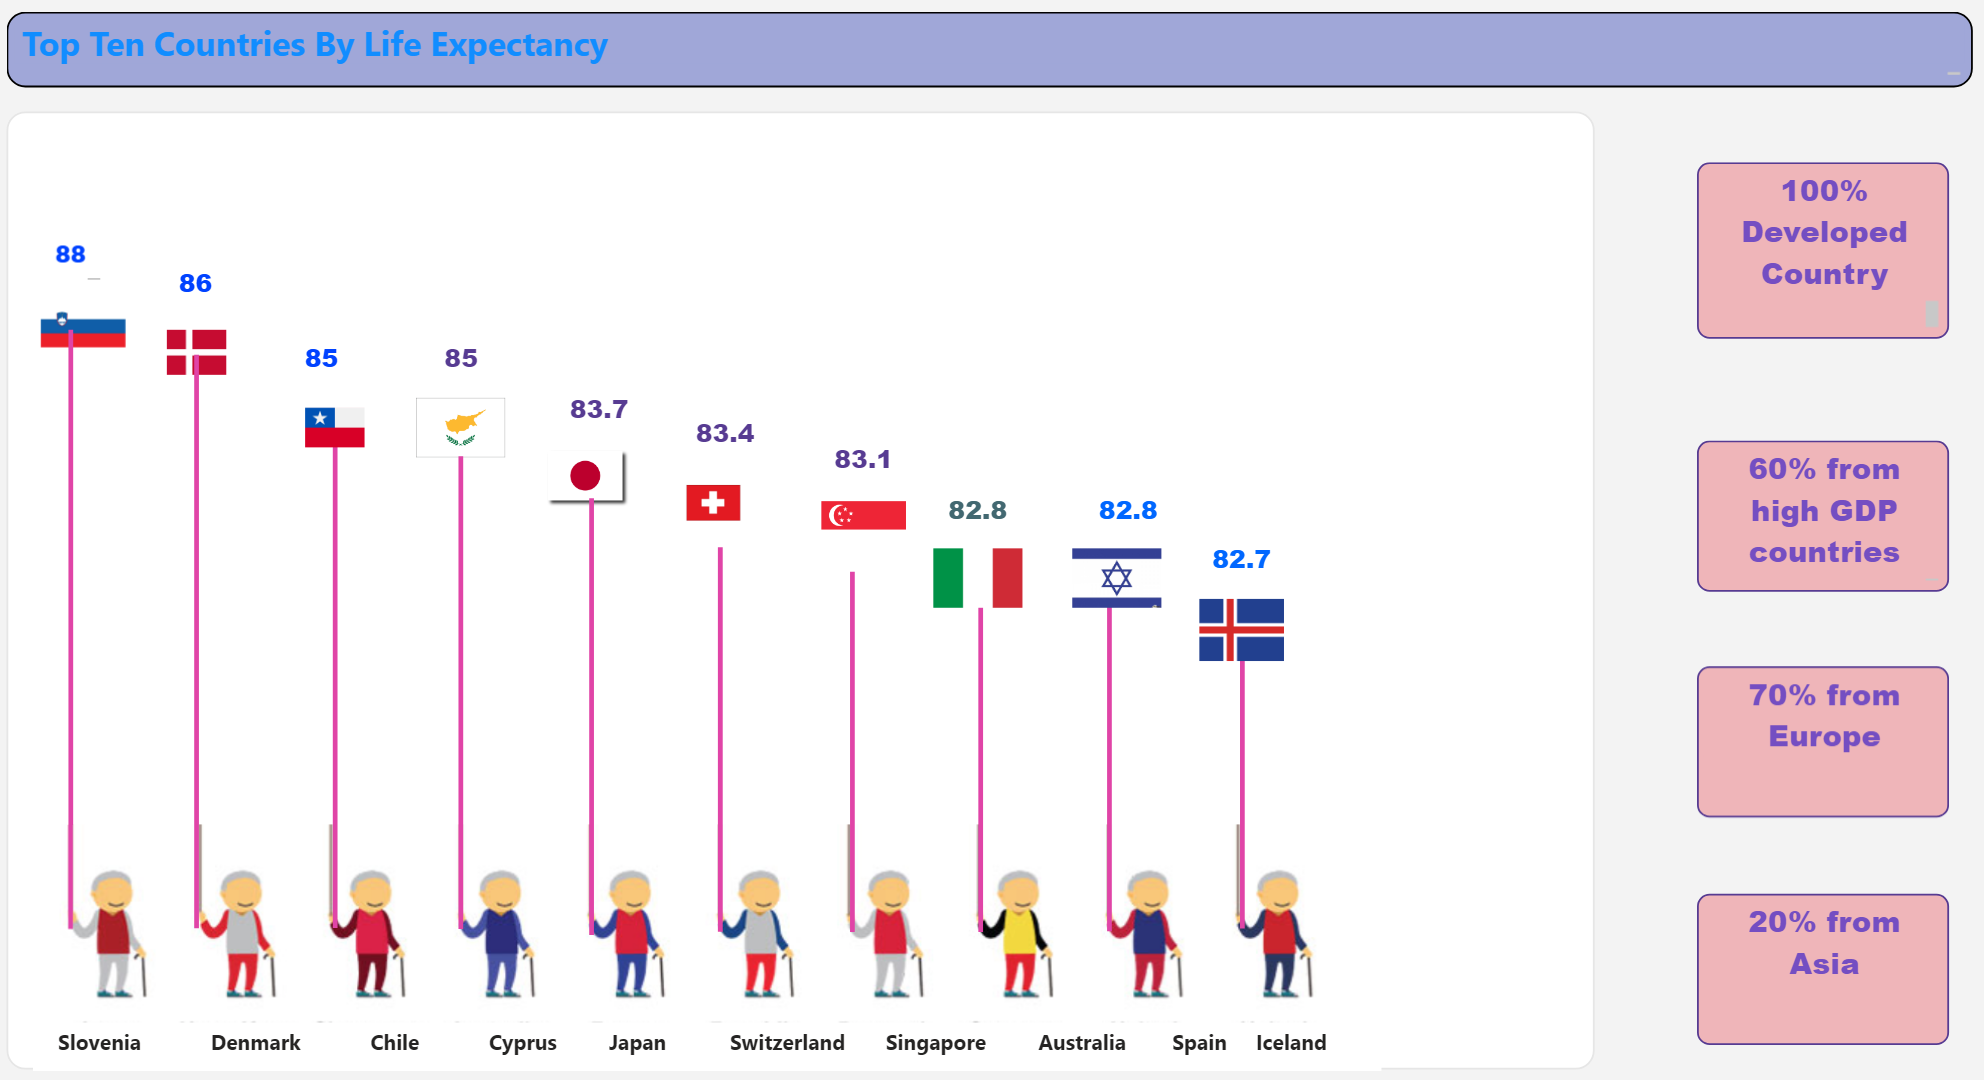 Top Ten Countries By Life Expectancy
88
86
85
85
83.7
83.4
83.1
82.8
82.8
82.7
Slovenia
Denmark
Chile
Cyprus
Japan
Switzerland
Singapore
Australia
Spain
Iceland
100%
Developed
Country
60% from
high GDP
countries
70% from
Europe
20% from
Asia